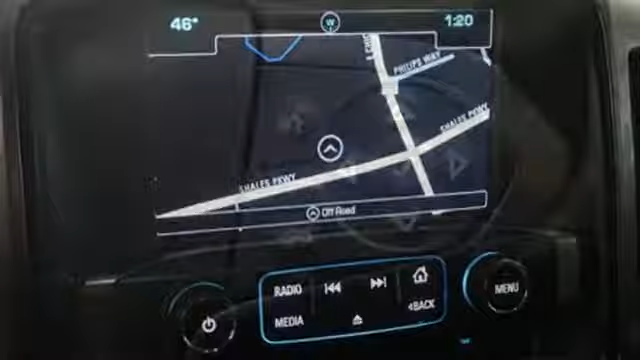 46°
W
1:20
PHILIPS WAY
SHALES PKWY
SHALES PKWY
Off Road
RADIO
MEDIA
BACK
MENU